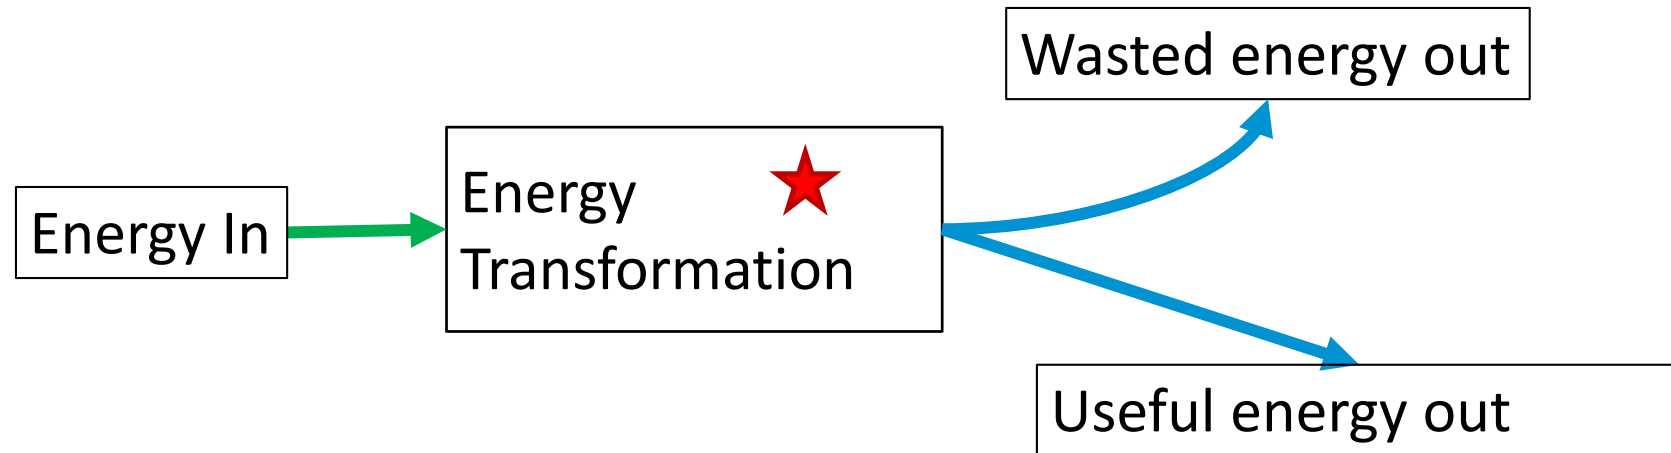 Wasted energy out
Energy
Transformation
Energy In
Useful energy out